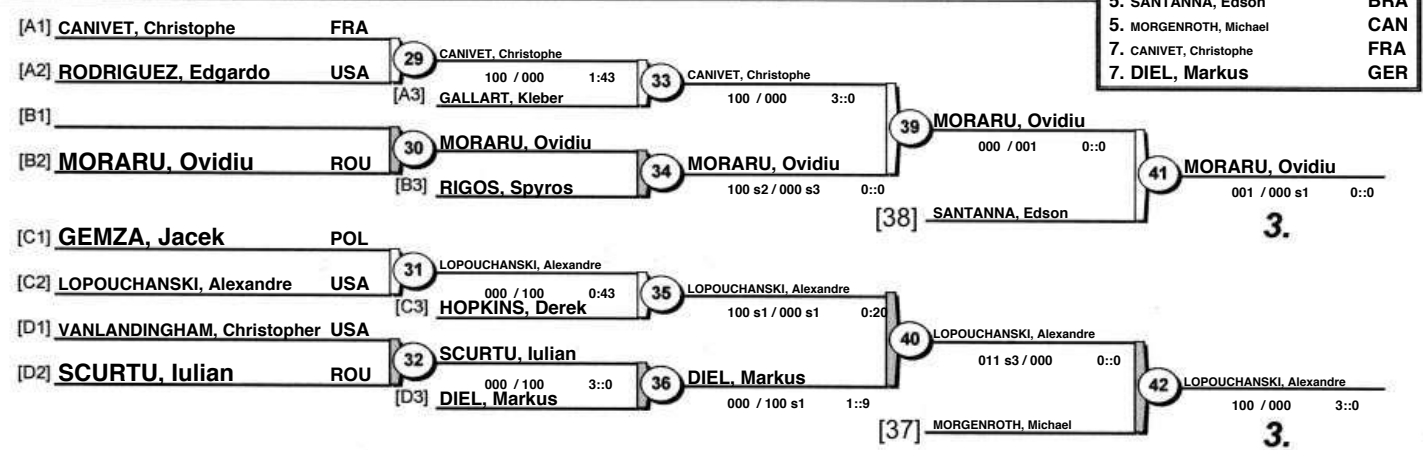 5. SANTANNA, Edson BRA
5. MORGENROTH, Michael CAN
7. CANIVET, Christophe FRA
7. DIEL, Markus GER
[A1] CANIVET, Christophe FRA
[A2] RODRIGUEZ, Edgardo USA
29 CANIVET, Christophe
100 / 000 1:43
[A3] GALLART, Kleber
33 CANIVET, Christophe
100 / 000 3::0
[B1]
[B2] MORARU, Ovidiu ROU
30 MORARU, Ovidiu
[B3] RIGOS, Spyros
34 MORARU, Ovidiu
100 s2 / 000 s3 0::0
39 MORARU, Ovidiu
000 / 001 0::0
[38] SANTANNA, Edson
41 MORARU, Ovidiu
001 / 000 s1 0::0
3.
[C1] GEMZA, Jacek POL
[C2] LOPOUCHANSKI, Alexandre USA
31 LOPOUCHANSKI, Alexandre
000 / 100 0:43
[C3] HOPKINS, Derek
35 LOPOUCHANSKI, Alexandre
100 s1 / 000 s1 0:20
[D1] VANLANDINGHAM, Christopher USA
[D2] SCURTU, Iulian ROU
32 SCURTU, Iulian
000 / 100 3::0
[D3] DIEL, Markus
36 DIEL, Markus
000 / 100 s1 1::9
40 LOPOUCHANSKI, Alexandre
011 s3 / 000 0::0
[37] MORGENROTH, Michael
42 LOPOUCHANSKI, Alexandre
100 / 000 3::0
3.